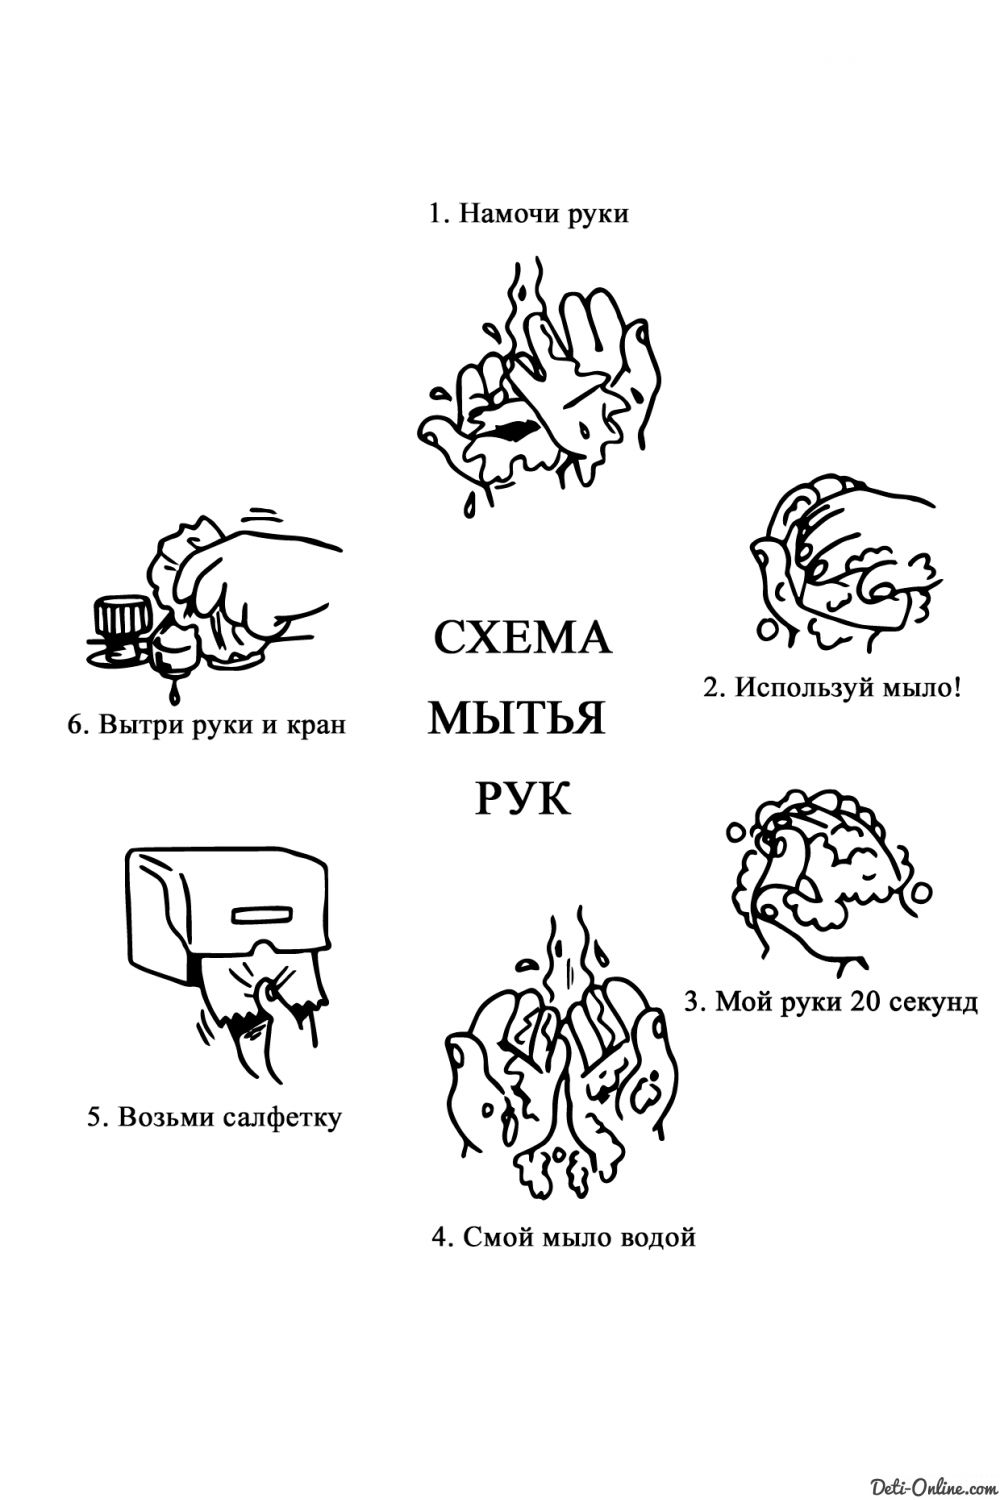 1. Намочи руки
СХЕМА
МЫТЬЯ
РУК
2. Используй мыло!
3. Мой руки 20 секунд
4. Смой мыло водой
5. Возьми салфетку
6. Вытри руки и кран
Deti-Online.com